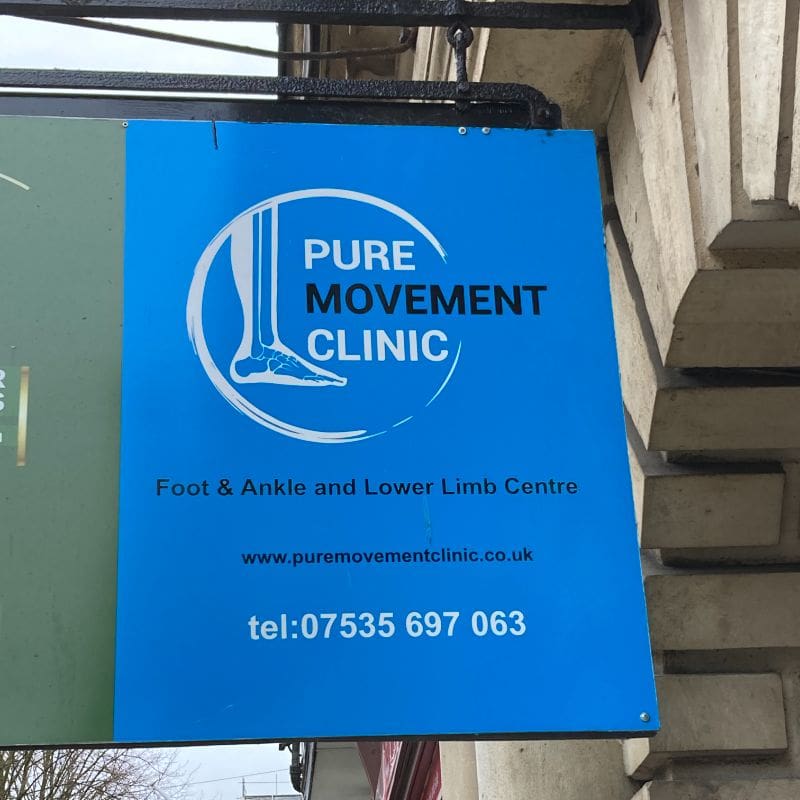 PURE
MOVEMENT
CLINIC
Foot & Ankle and Lower Limb Centre
www.puremovementclinic.co.uk
tel:07535 697 063